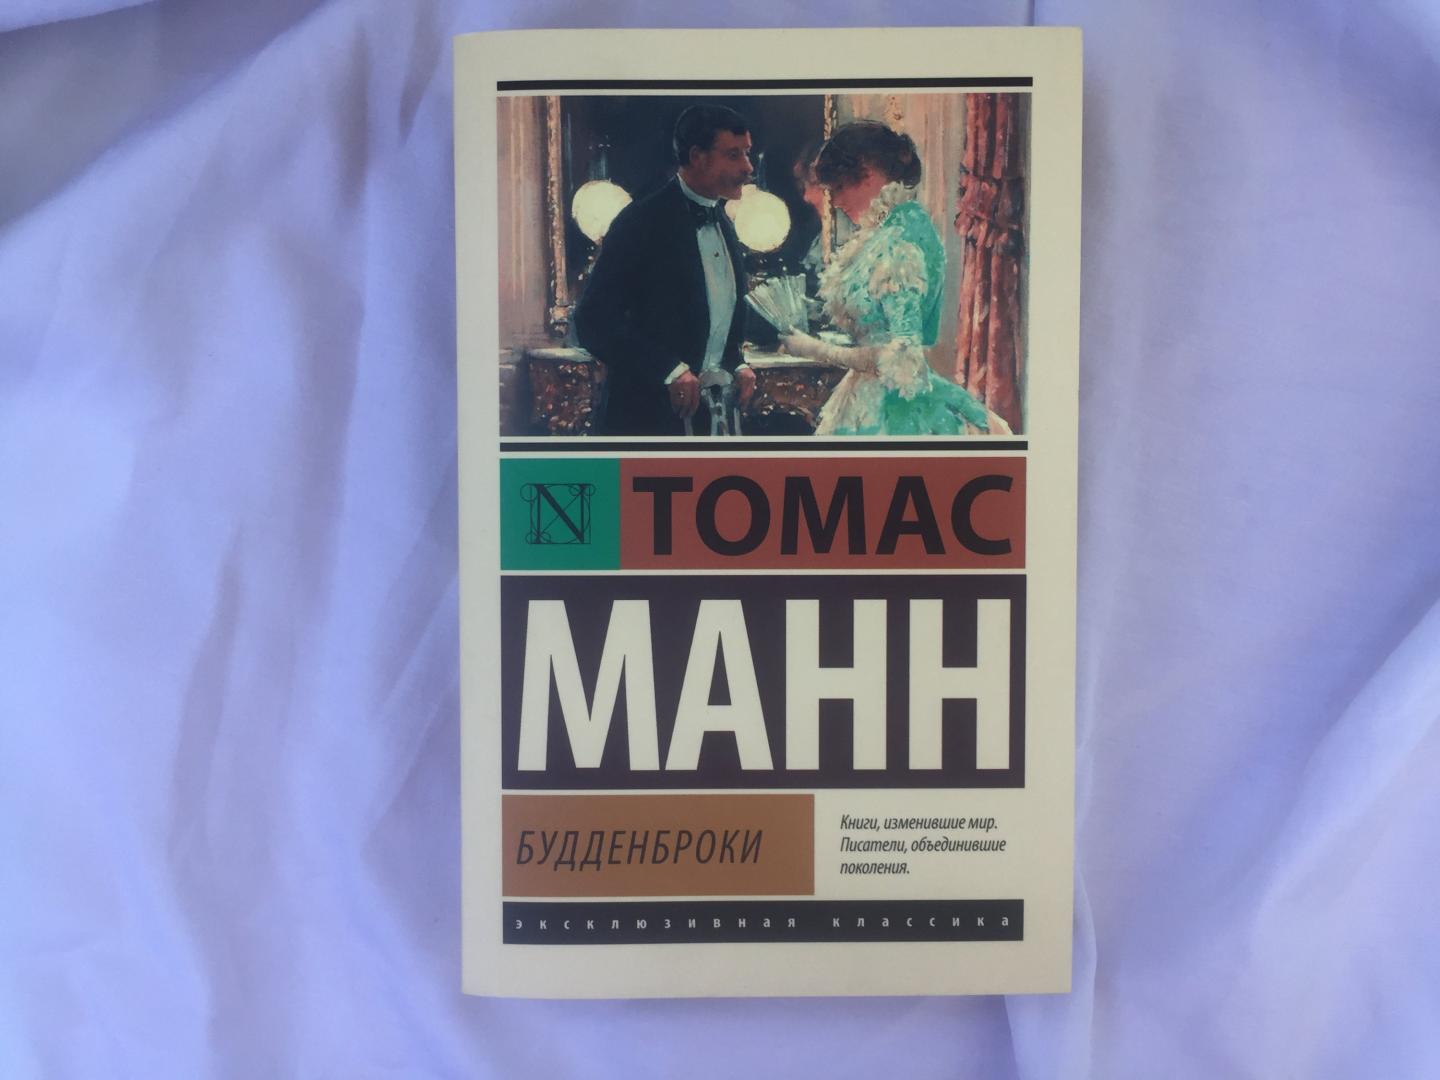 N
ТОМАС
МАНН
БУДДЕНБРОКИ
Книги, изменившие мир.
Писатели, объединившие
поколения.
эксклюзивная классика